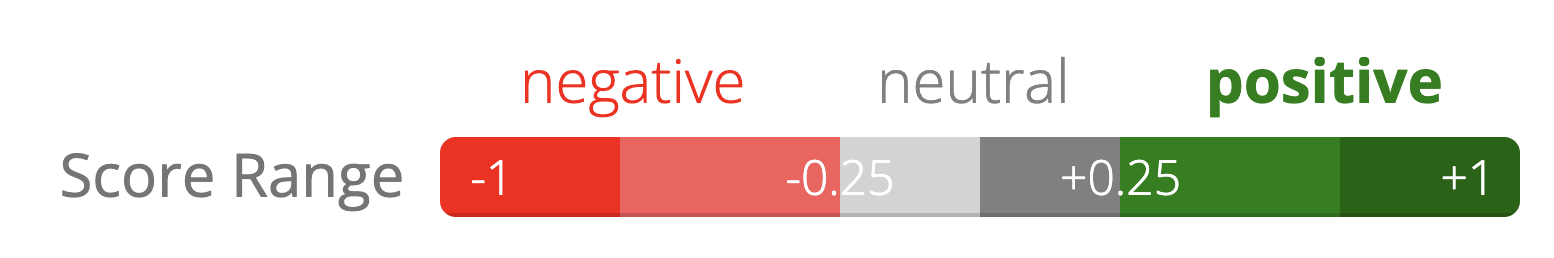 negative neutral positive
Score Range -1 -0.25 +0.25 +1